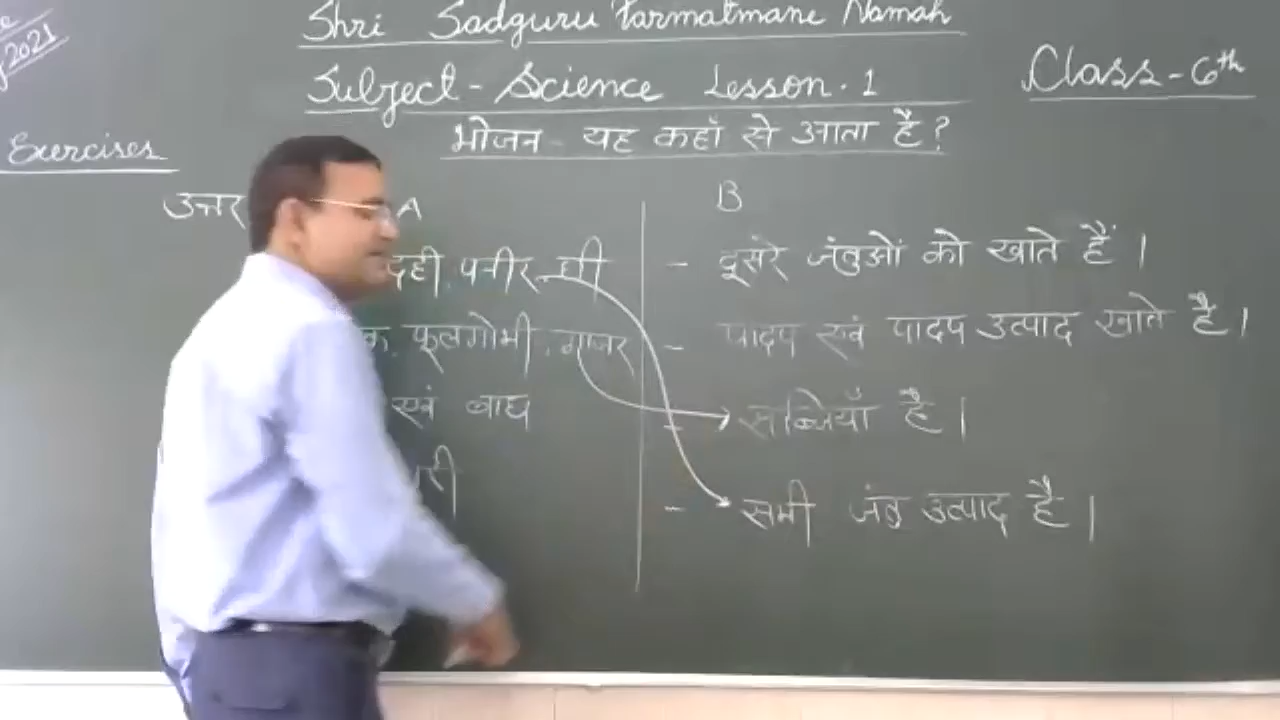 Shri Sadguru Parmatmane Namah
2021
Subject - Science Lesson. 1
Class - 6th
भोजन - यह कहाँ से आता है?
Exercises
उत्तर A B
दही, पनीर, घी - दूसरे जंतुओं को खाते हैं।
फूलगोभी, गाजर - पादप एवं पादप उत्पाद खाते है।
एवं बाघ - सब्जियाँ है।
- सभी जंतु उत्पाद है।